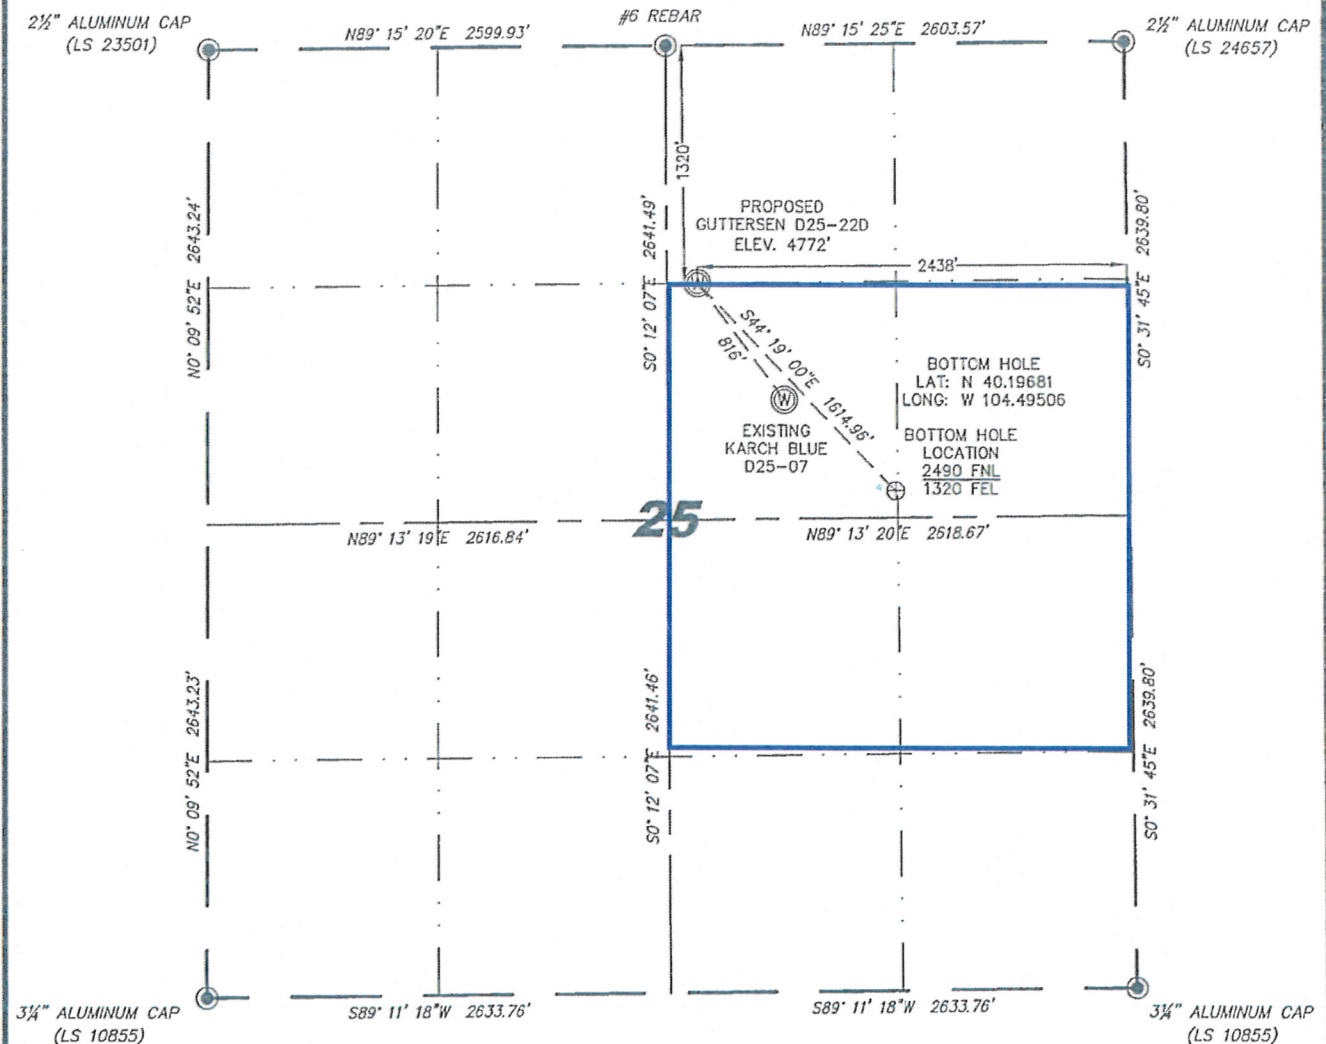 2½" ALUMINUM CAP
(LS 23501)
N89° 15' 20"E 2599.93'
#6 REBAR
N89° 15' 25"E 2603.57'
2½" ALUMINUM CAP
(LS 24657)
1320'
N0° 09' 52"E 2643.24'
S0° 12' 07"E 2641.49'
PROPOSED
GUTTERSEN D25-22D
ELEV. 4772'
2438'
S0° 31' 45"E 2639.80'
W
S44° 19' 00"E 1614.96'
816'
W
EXISTING
KARCH BLUE
D25-07
BOTTOM HOLE
LAT: N 40.19681
LONG: W 104.49506
BOTTOM HOLE
LOCATION
2490 FNL
1320 FEL
25
N89° 13' 19"E 2616.84'
N89° 13' 20"E 2618.67'
N0° 09' 52"E 2643.23'
S0° 12' 07"E 2641.46'
S0° 31' 45"E 2639.80'
3¼" ALUMINUM CAP
(LS 10855)
S89° 11' 18"W 2633.76'
S89° 11' 18"W 2633.76'
3¼" ALUMINUM CAP
(LS 10855)